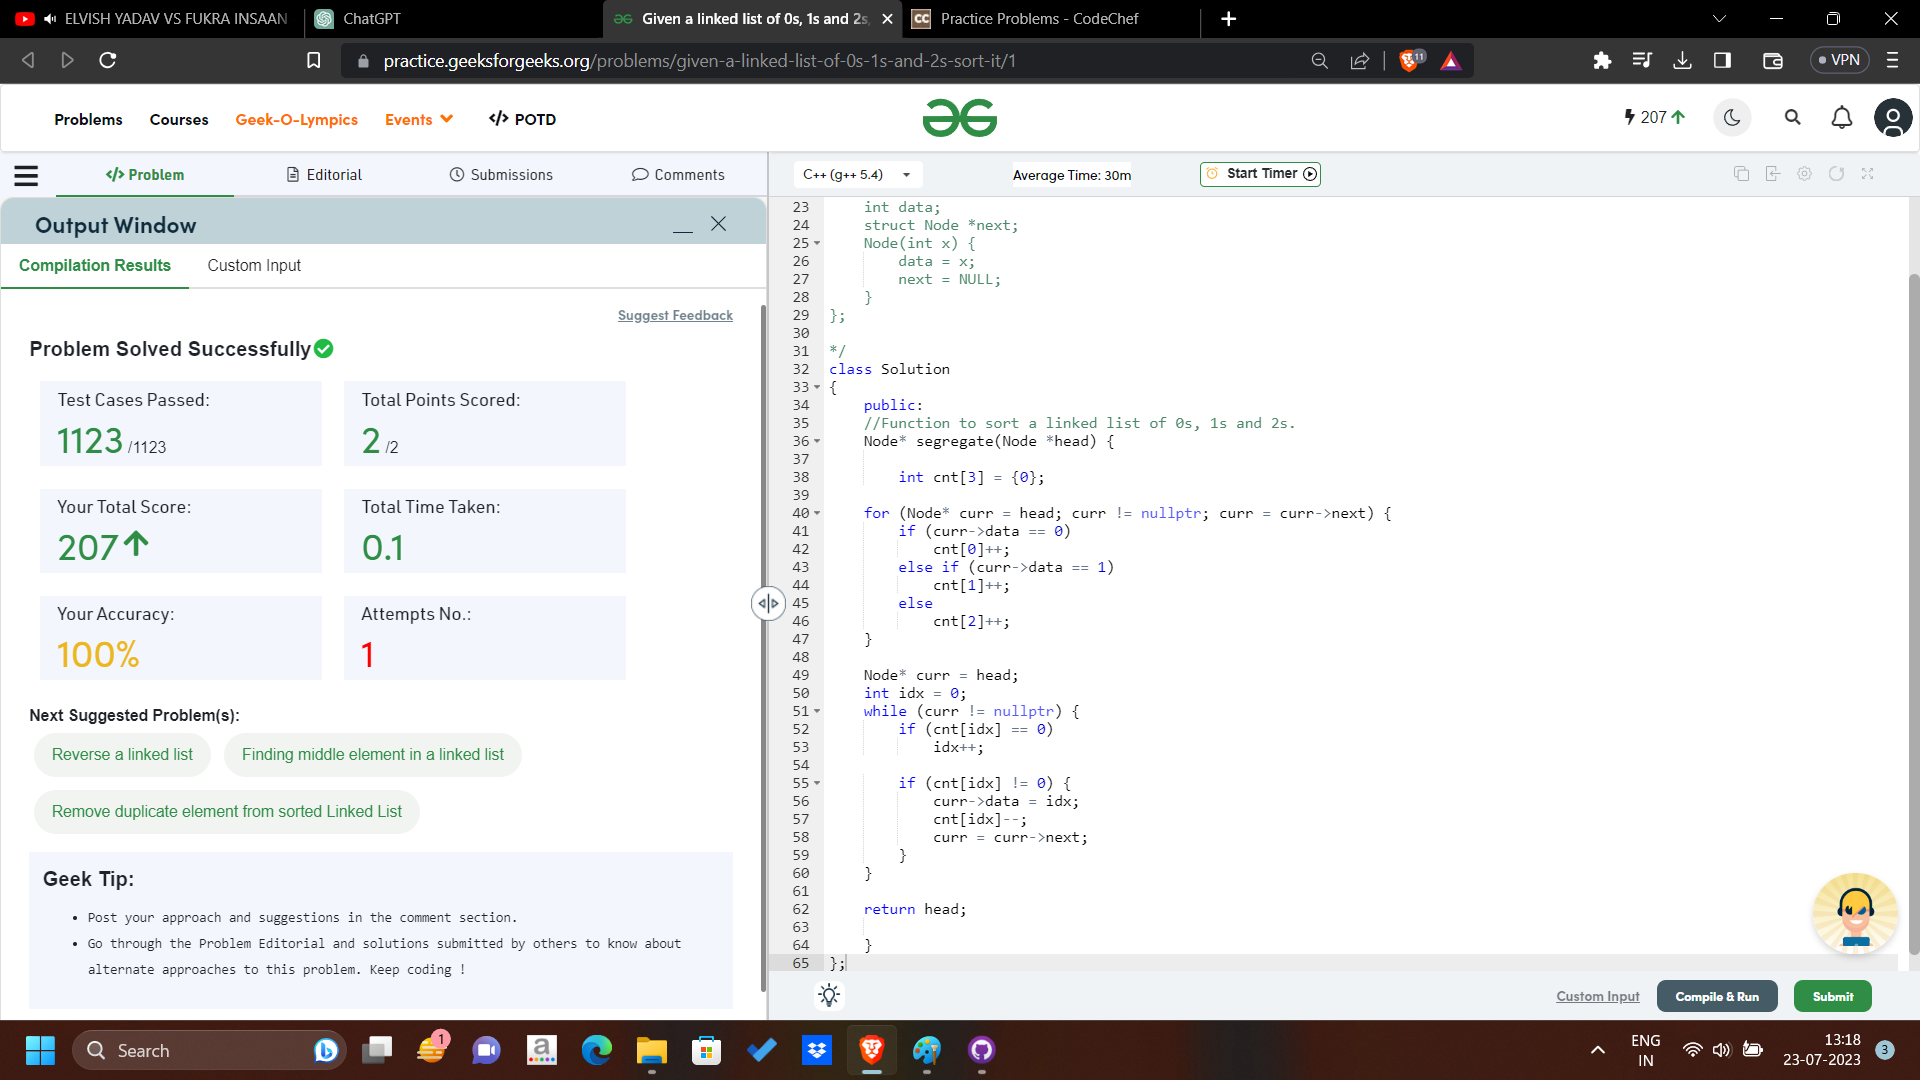 ELVISH YADAV VS FUKRA INSAAN
ChatGPT
Given a linked list of 0s, 1s and 2s,
CC Practice Problems - CodeChef
practice.geeksforgeeks.org/problems/given-a-linked-list-of-0s-1s-and-2s-sort-it/1
11
VPN
Problems Courses Geek-O-Lympics Events </> POTD
207
</> Problem Editorial Submissions Comments
C++ (g++ 5.4) Average Time: 30m Start Timer
Output Window
Compilation Results Custom Input
Suggest Feedback
Problem Solved Successfully
Test Cases Passed:
1123 /1123
Total Points Scored:
2 /2
Your Total Score:
207
Total Time Taken:
0.1
Your Accuracy:
100%
Attempts No.:
1
Next Suggested Problem(s):
Reverse a linked list
Finding middle element in a linked list
Remove duplicate element from sorted Linked List
Geek Tip:
• Post your approach and suggestions in the comment section.
• Go through the Problem Editorial and solutions submitted by others to know about
alternate approaches to this problem. Keep coding !
23 int data;
24 struct Node *next;
25 Node(int x) {
26 data = x;
27 next = NULL;
28 }
29 };
30
31 */
32 class Solution
33 {
34 public:
35 //Function to sort a linked list of 0s, 1s and 2s.
36 Node* segregate(Node *head) {
37
38 int cnt[3] = {0};
39
40 for (Node* curr = head; curr != nullptr; curr = curr->next) {
41 if (curr->data == 0)
42 cnt[0]++;
43 else if (curr->data == 1)
44 cnt[1]++;
45 else
46 cnt[2]++;
47 }
48
49 Node* curr = head;
50 int idx = 0;
51 while (curr != nullptr) {
52 if (cnt[idx] == 0)
53 idx++;
54
55 if (cnt[idx] != 0) {
56 curr->data = idx;
57 cnt[idx]--;
58 curr = curr->next;
59 }
60 }
61
62 return head;
63
64 }
65 };
Custom Input Compile & Run Submit
Search
1
a
ENG
IN
13:18
23-07-2023
3